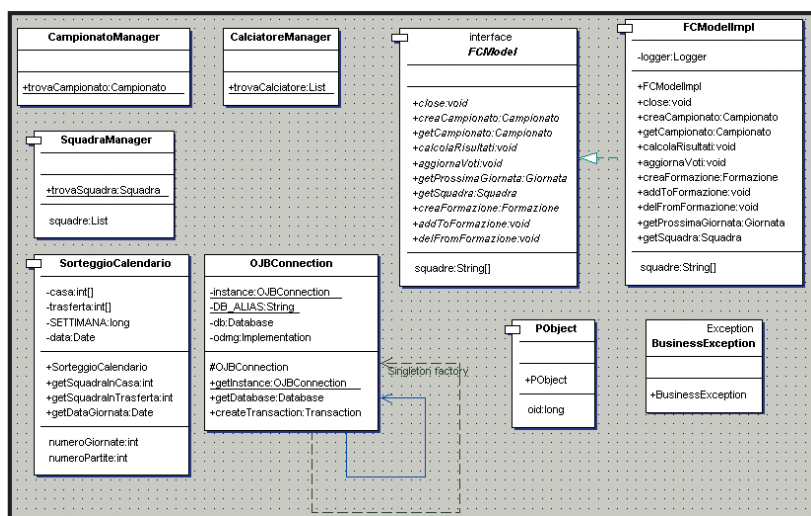 CampionatoManager
+trovaCampionato:Campionato
CalciatoreManager
+trovaCalciatore:List
interface
FCModel
+close:void
+creaCampionato:Campionato
+getCampionato:Campionato
+calcolaRisultati:void
+aggiornaVoti:void
+getProssimaGiornata:Giornata
+getSquadra:Squadra
+creaFormazione:Formazione
+addToFormazione:void
+delFromFormazione:void
squadre:String[]
FCModelImpl
-logger:Logger
+FCModelImpl
+close:void
+creaCampionato:Campionato
+getCampionato:Campionato
+calcolaRisultati:void
+aggiornaVoti:void
+creaFormazione:Formazione
+addToFormazione:void
+delFromFormazione:void
+getProssimaGiornata:Giornata
+getSquadra:Squadra
squadre:String[]
SquadraManager
+trovaSquadra:Squadra
squadre:List
SorteggioCalendario
-casa:int[]
-trasferta:int[]
-SETTIMANA:long
-data:Date
+SorteggioCalendario
+getSquadraInCasa:int
+getSquadraInTrasferta:int
+getDataGiornata:Date
numeroGiornate:int
numeroPartite:int
OJBConnection
-instance:OJBConnection
-DB_ALIAS:String
-db:Database
-odmg:Implementation
#OJBConnection
+getInstance:OJBConnection
+getDatabase:Database
+createTransaction:Transaction
Singleton factory
PObject
+PObject
oid:long
Exception
BusinessException
+BusinessException